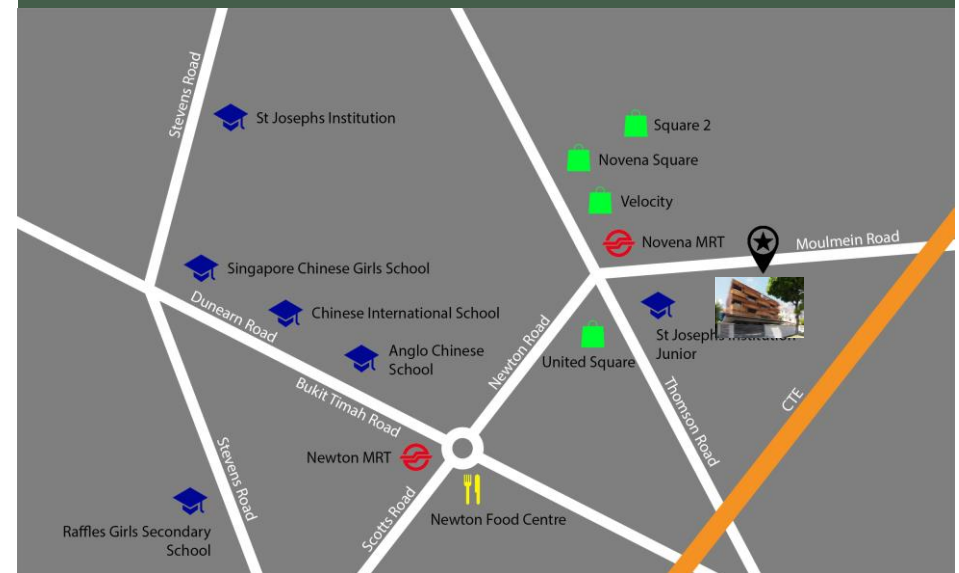 Stevens Road
St Josephs Institution
Square 2
Novena Square
Velocity
Novena MRT
Moulmein Road
Singapore Chinese Girls School
Dunearn Road
Chinese International School
Anglo Chinese
School
Bukit Timah Road
Newton Road
United Square
St Josephs Institution
Junior
Thomson Road
CTE
Newton MRT
Stevens Road
Scotts Road
Newton Food Centre
Raffles Girls Secondary
School